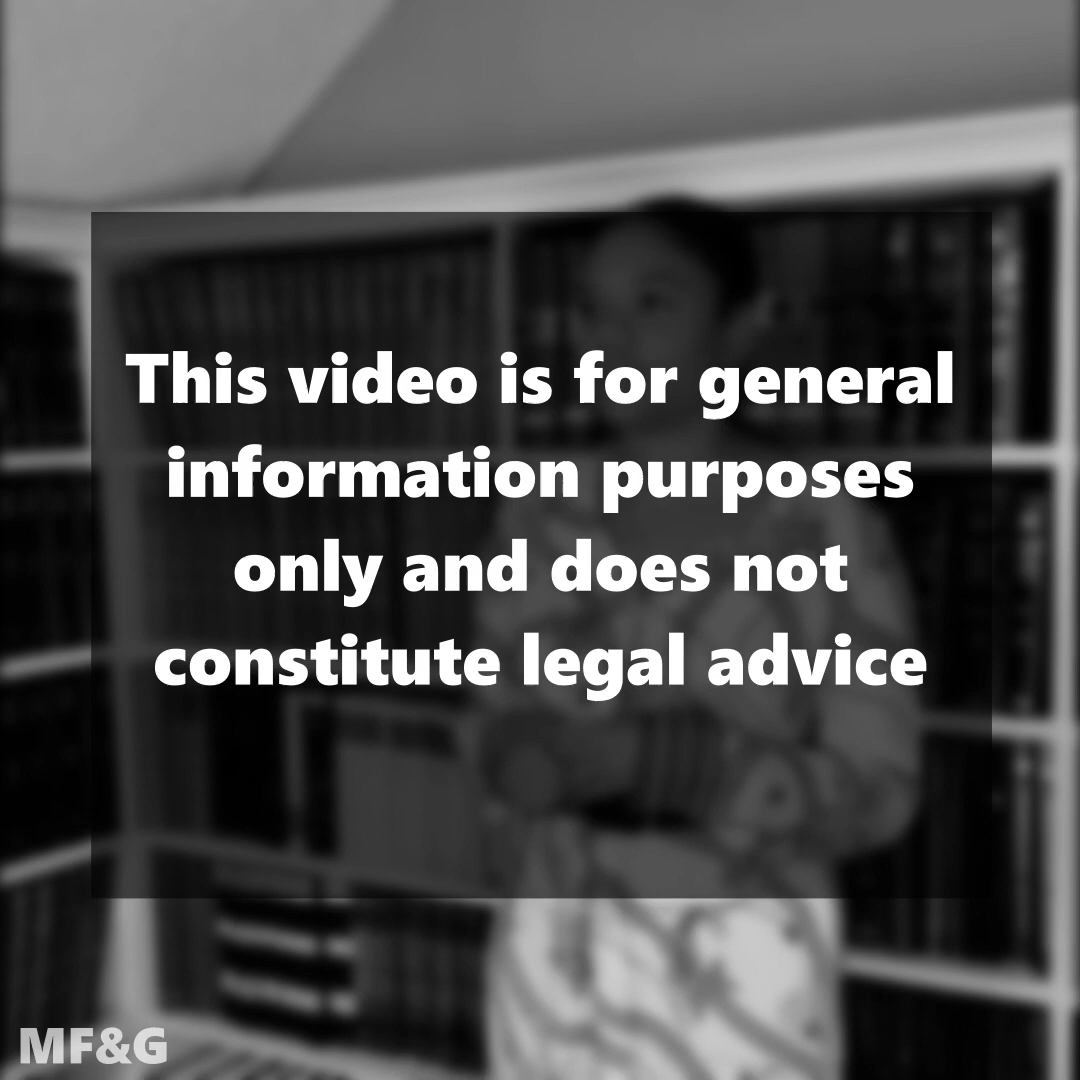 This video is for general
information purposes
only and does not
constitute legal advice
MF&G